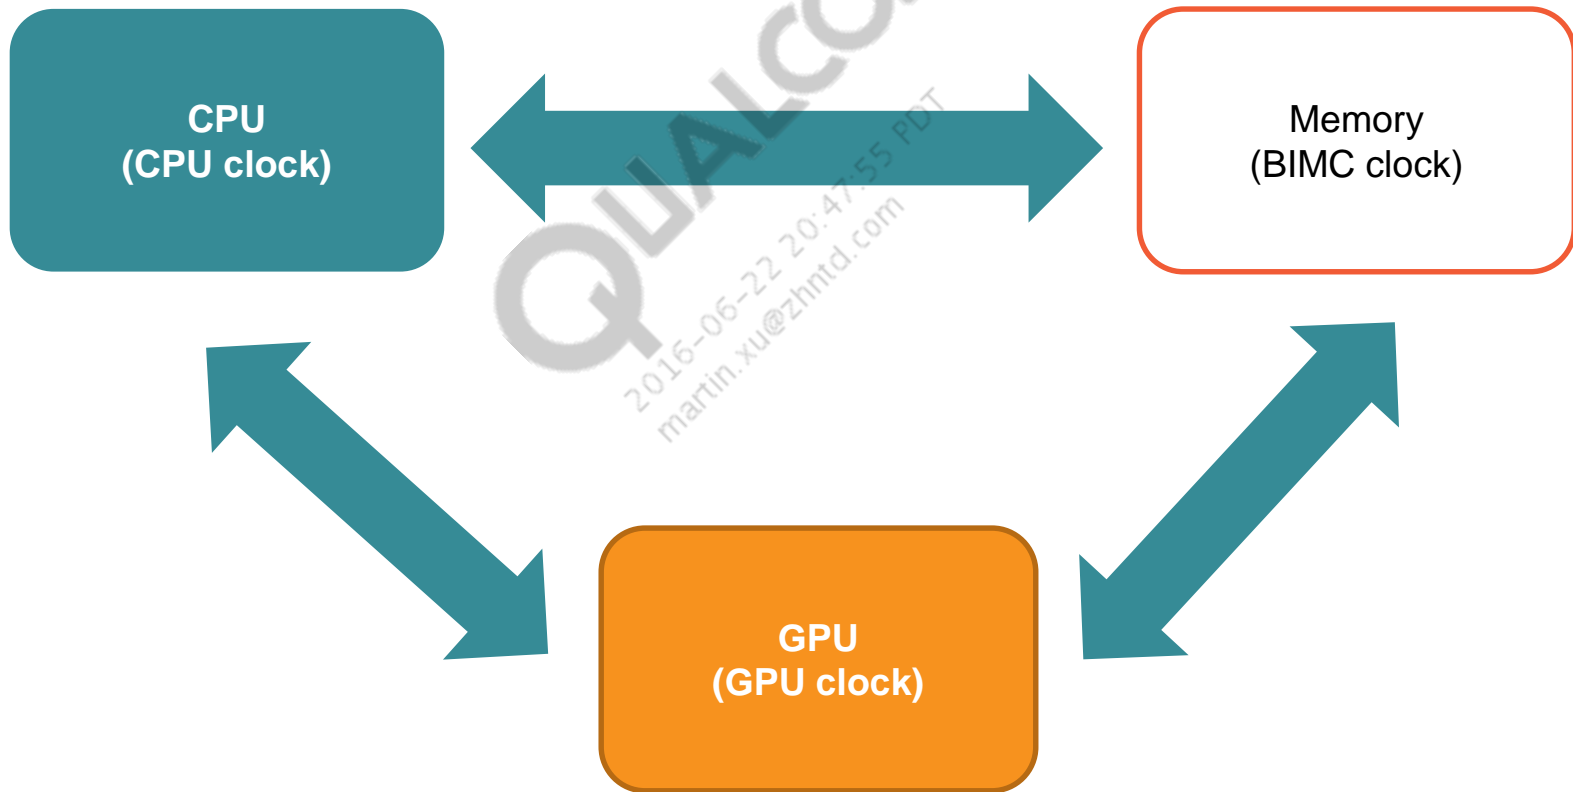 CPU
(CPU clock)
Memory
(BIMC clock)
QUALCO
2016-06-22 20:47:55 PDT
martin.xu@zhntd.com
GPU
(GPU clock)